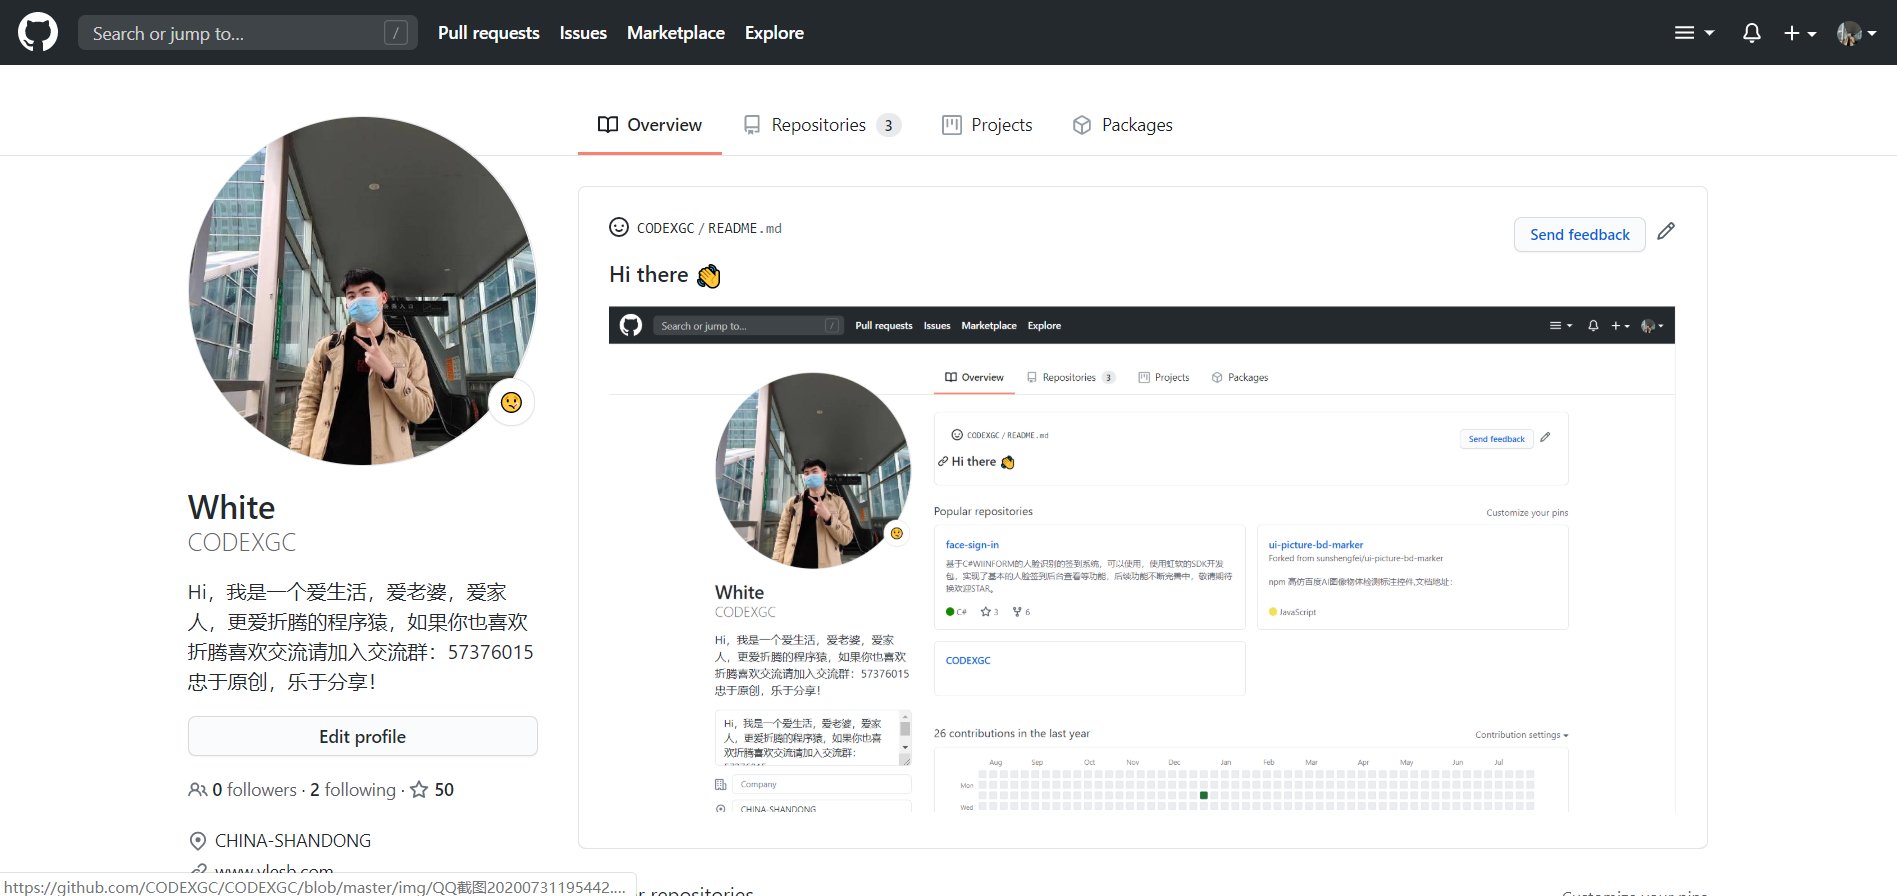 Search or jump to... /
Pull requests Issues Marketplace Explore
Overview Repositories 3 Projects Packages
White
CODEXGC
Hi，我是一个爱生活，爱老婆，爱家
人，更爱折腾的程序猿，如果你也喜欢
折腾喜欢交流请加入交流群：57376015
忠于原创，乐于分享！
Edit profile
0 followers · 2 following · 50
CHINA-SHANDONG
www.vlesb.com
https://github.com/CODEXGC/CODEXGC/blob/master/img/QQ截图20200731195442....
CODEXGC / README.md
Send feedback
Hi there
Search or jump to... /
Pull requests Issues Marketplace Explore
Overview Repositories 3 Projects Packages
White
CODEXGC
Hi，我是一个爱生活，爱老婆，爱家
人，更爱折腾的程序猿，如果你也喜欢
折腾喜欢交流请加入交流群：57376015
忠于原创，乐于分享！
Hi，我是一个爱生活，爱老婆，爱家
人，更爱折腾的程序猿，如果你也喜
欢折腾喜欢交流请加入交流群：
57376015
Company
CHINA-SHANDONG
CODEXGC / README.md
Send feedback
Hi there
Popular repositories
Customize your pins
face-sign-in
基于C#WIINFORM的人脸识别的签到系统，可以使用，使用虹软的SDK开发
包，实现了基本的人脸签到后台查看等功能，后续功能不断完善中，敬请期待
换欢迎STAR。
C# 3 6
ui-picture-bd-marker
Forked from sunshengfei/ui-picture-bd-marker
npm 高仿百度AI图像物体检测标注控件,文档地址：
JavaScript
CODEXGC
26 contributions in the last year
Contribution settings
Aug Sep Oct Nov Dec Jan Feb Mar Apr May Jun Jul
Mon
Wed
repositories
Customize your pins